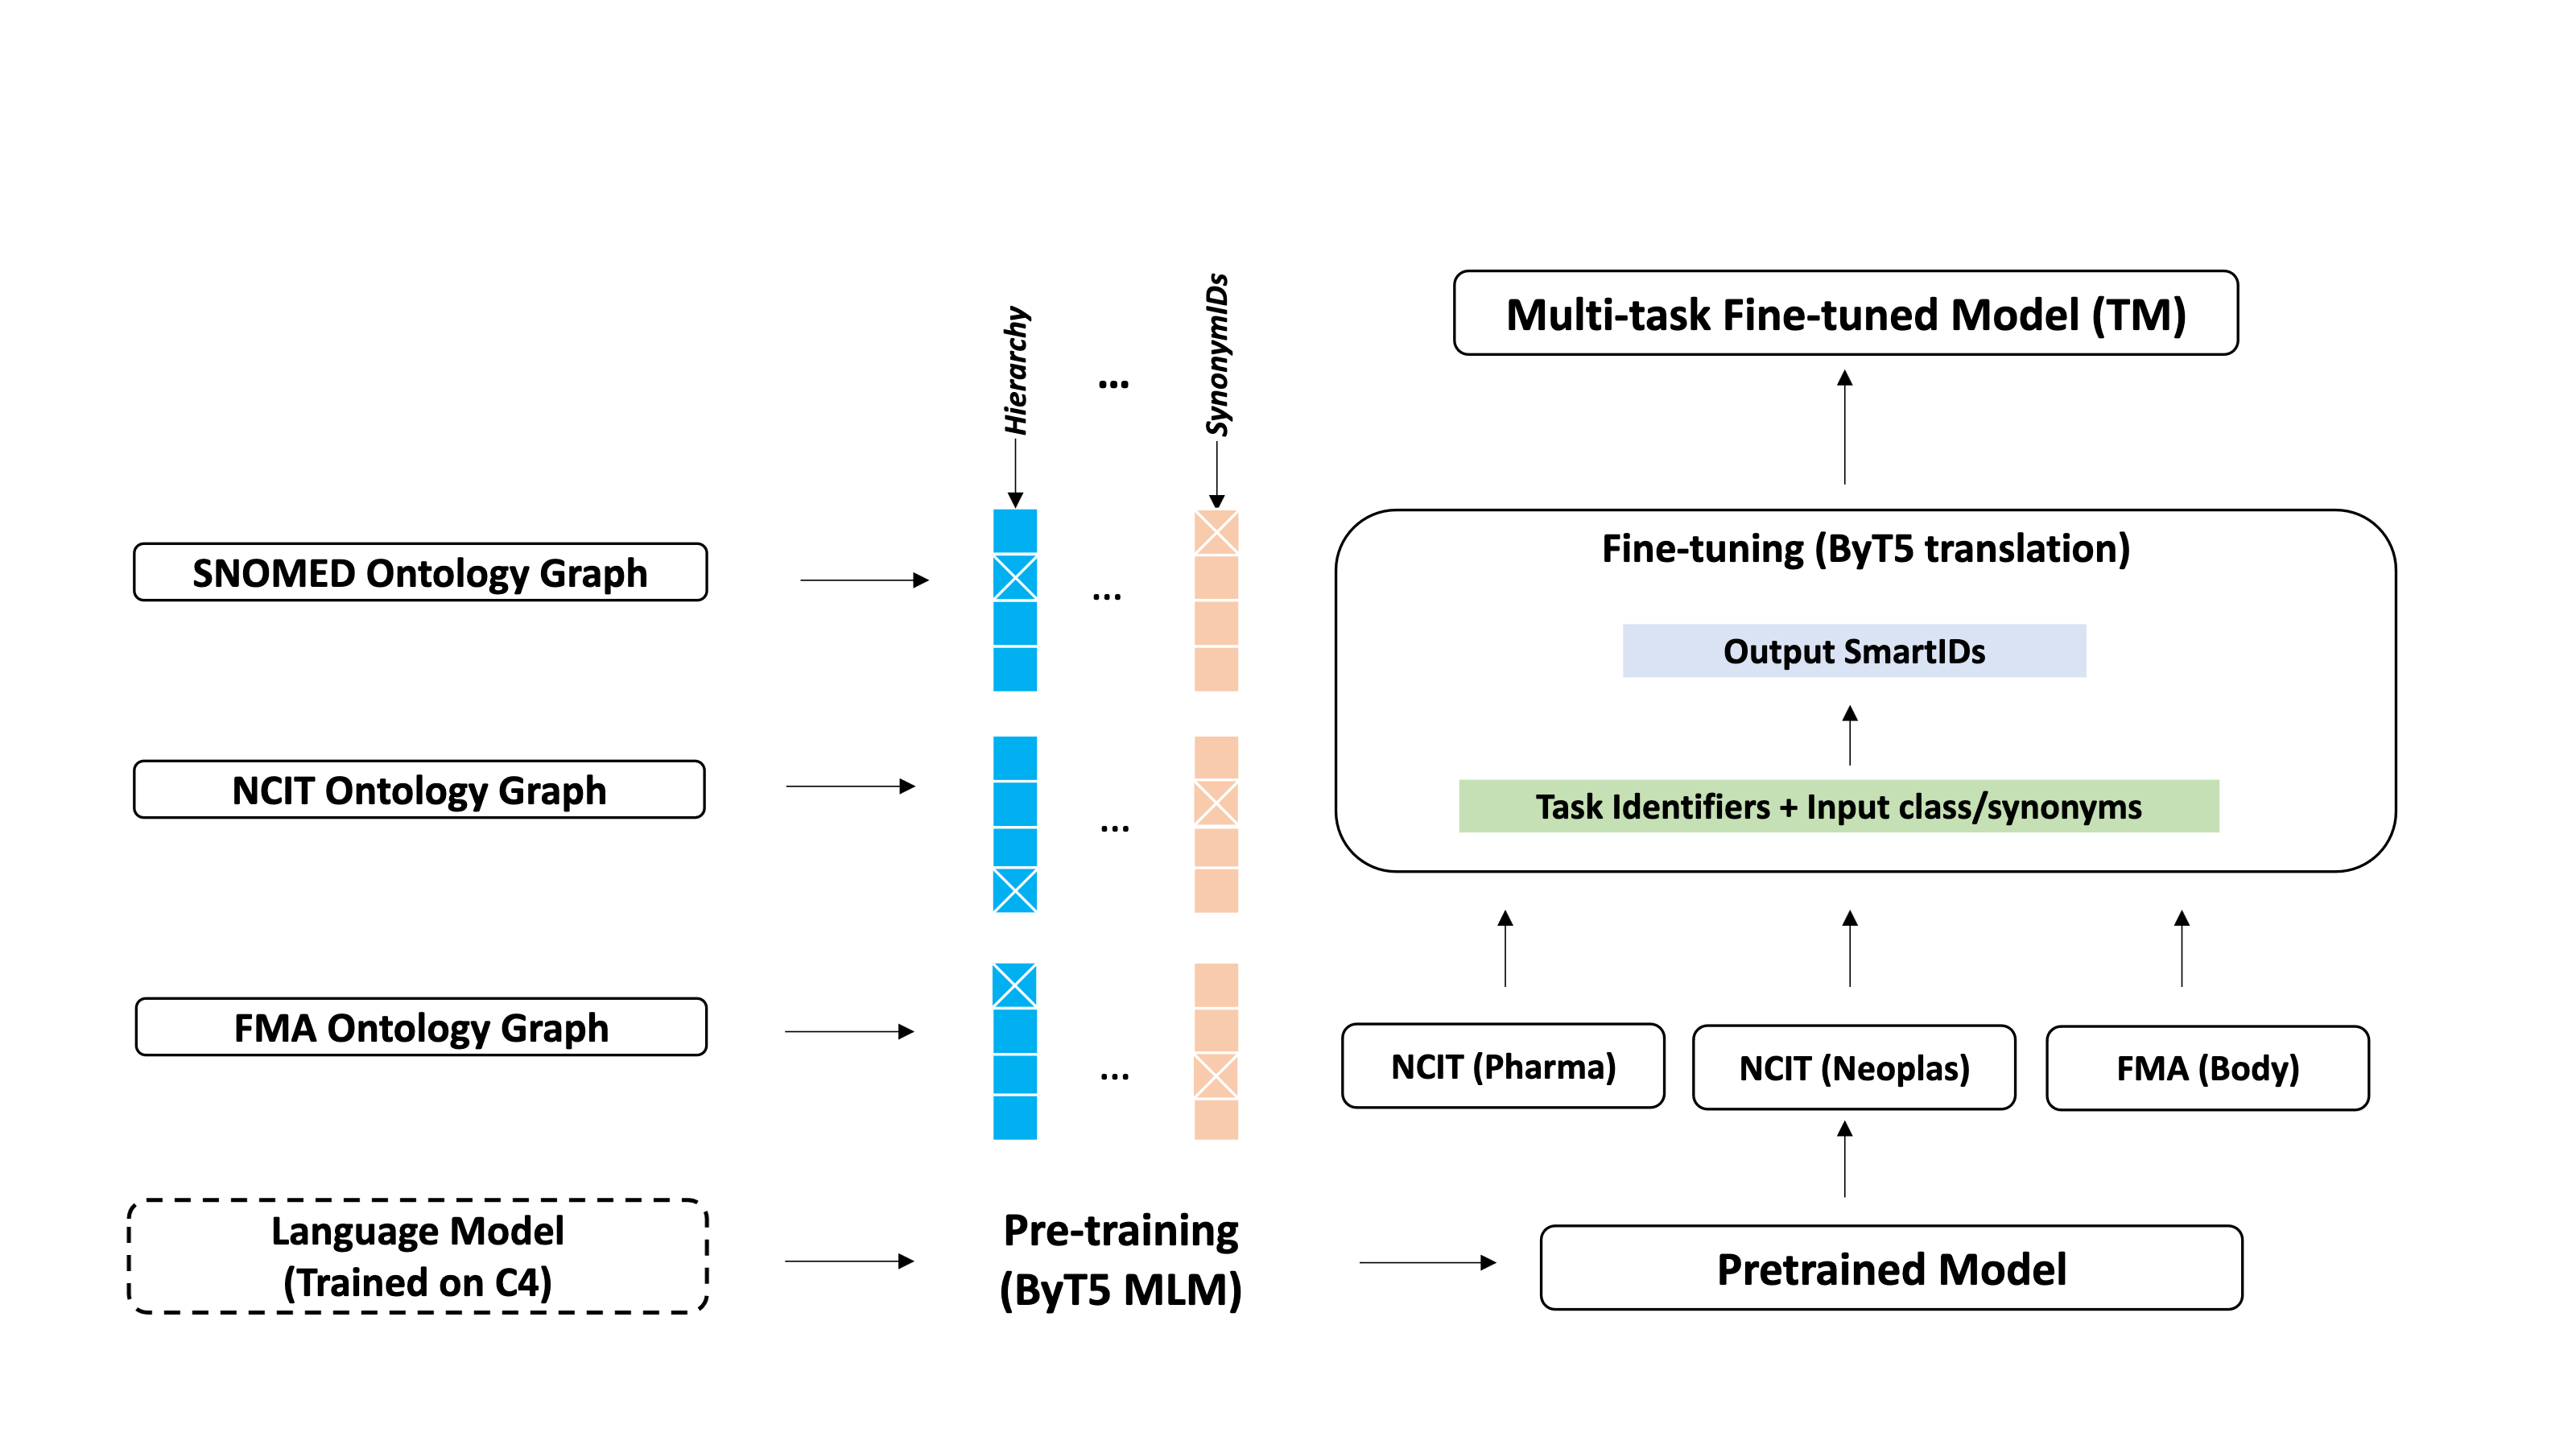 Hierarchy
...
SynonymIDs
SNOMED Ontology Graph
...
NCIT Ontology Graph
...
FMA Ontology Graph
...
Language Model
(Trained on C4)
Pre-training
(ByT5 MLM)
Multi-task Fine-tuned Model (TM)
Fine-tuning (ByT5 translation)
Output SmartIDs
Task Identifiers + Input class/synonyms
NCIT (Pharma)
NCIT (Neoplas)
FMA (Body)
Pretrained Model